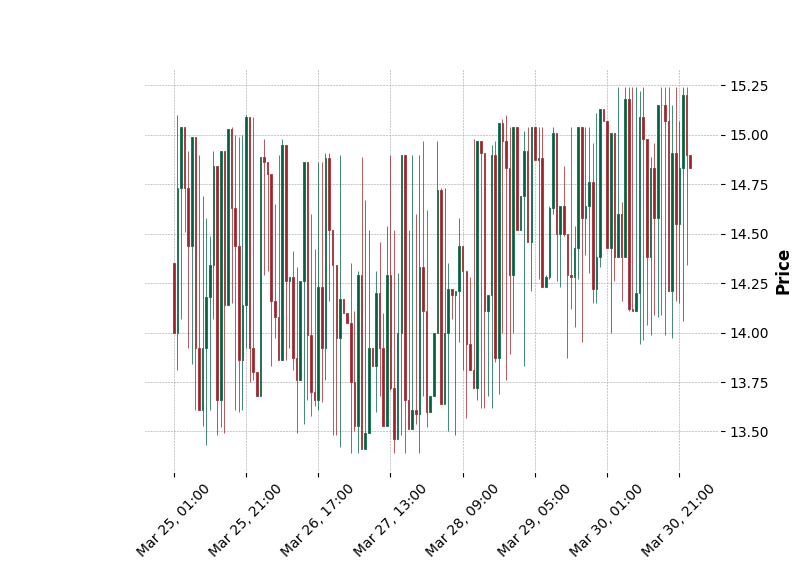 15.25
15.00
14.75
14.50
14.25
14.00
13.75
13.50
Price
Mar 25, 01:00
Mar 25, 21:00
Mar 26, 17:00
Mar 27, 13:00
Mar 28, 09:00
Mar 29, 05:00
Mar 30, 01:00
Mar 30, 21:00